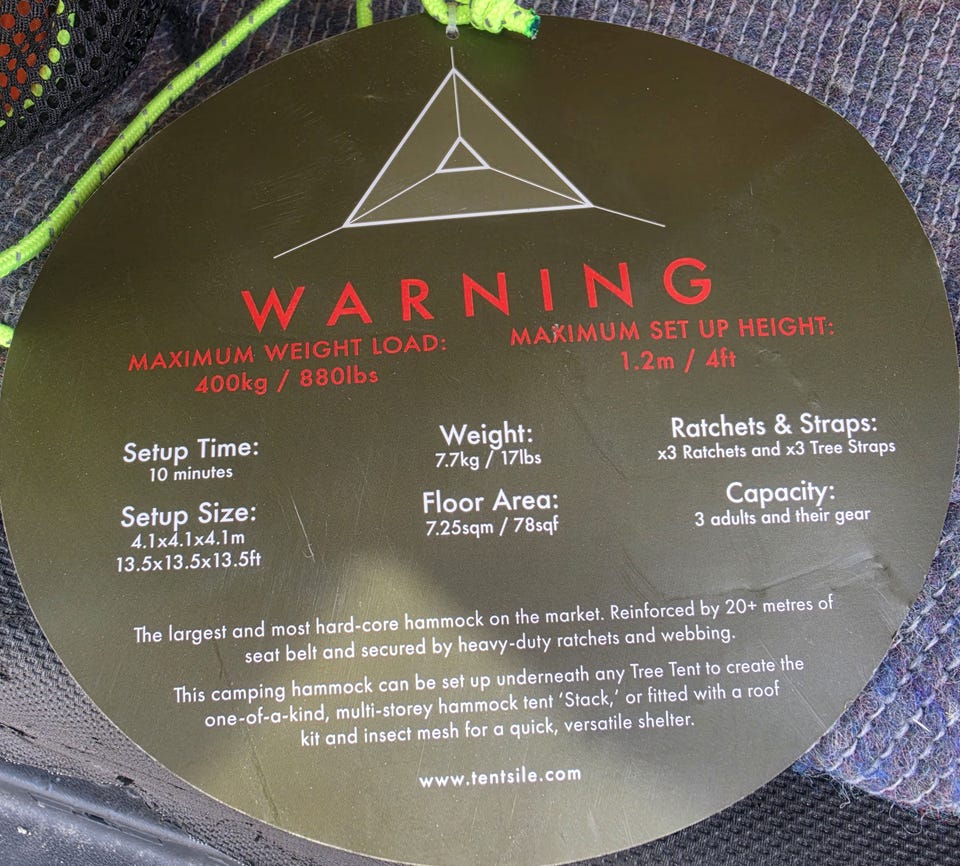 WARNING
MAXIMUM WEIGHT LOAD:
400kg / 880lbs
MAXIMUM SET UP HEIGHT:
1.2m / 4ft
Setup Time:
10 minutes
Weight:
7.7kg / 17lbs
Ratchets & Straps:
x3 Ratchets and x3 Tree Straps
Setup Size:
4.1x4.1x4.1m
13.5x13.5x13.5ft
Floor Area:
7.25sqm / 78sqf
Capacity:
3 adults and their gear
The largest and most hard-core hammock on the market. Reinforced by 20+ metres of
seat belt and secured by heavy-duty ratchets and webbing.
This camping hammock can be set up underneath any Tree Tent to create the
one-of-a-kind, multi-storey hammock tent ‘Stack,’ or fitted with a roof
kit and insect mesh for a quick, versatile shelter.
www.tentsile.com